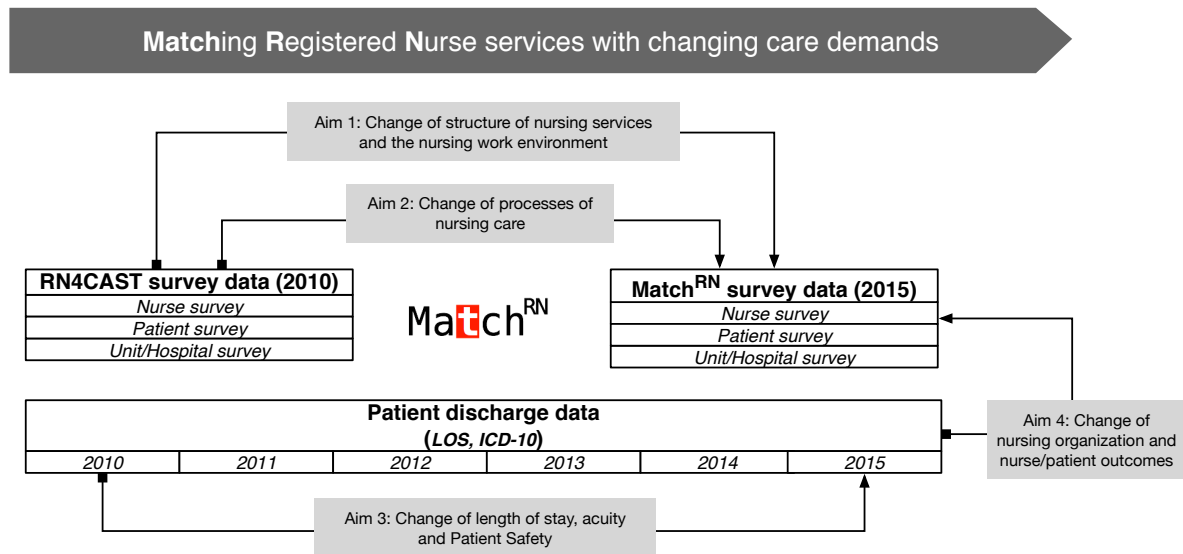 Matching Registered Nurse services with changing care demands
Aim 1: Change of structure of nursing services
and the nursing work environment
Aim 2: Change of processes of
nursing care
RN4CAST survey data (2010)
Nurse survey
Patient survey
Unit/Hospital survey
MatchRN
MatchRN survey data (2015)
Nurse survey
Patient survey
Unit/Hospital survey
Patient discharge data
(LOS, ICD-10)
2010 2011 2012 2013 2014 2015
Aim 4: Change of
nursing organization and
nurse/patient outcomes
Aim 3: Change of length of stay, acuity
and Patient Safety